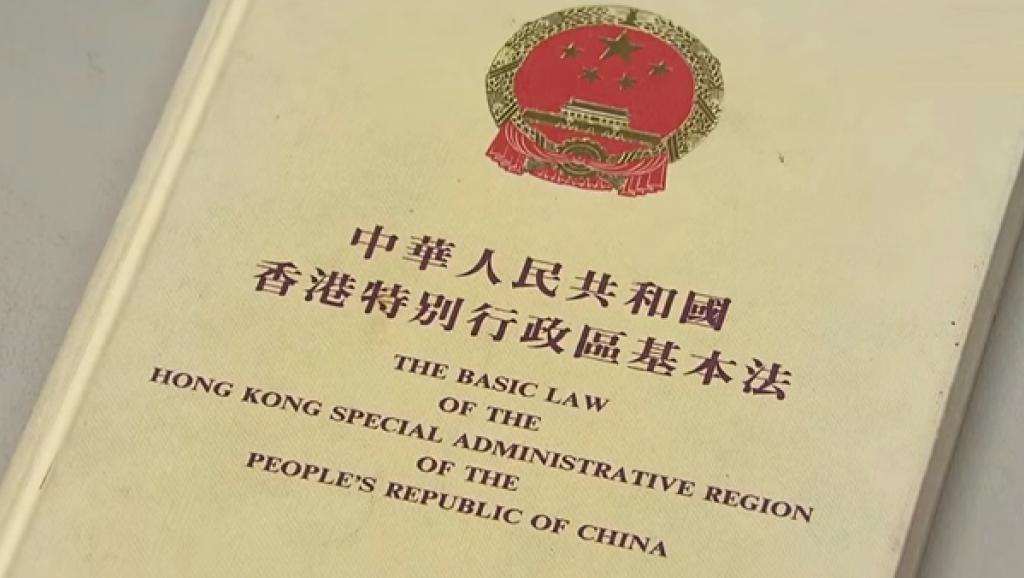 中華人民共和國
香港特別行政區基本法
THE BASIC LAW
OF THE
HONG KONG SPECIAL ADMINISTRATIVE REGION
OF THE
PEOPLE'S REPUBLIC OF CHINA